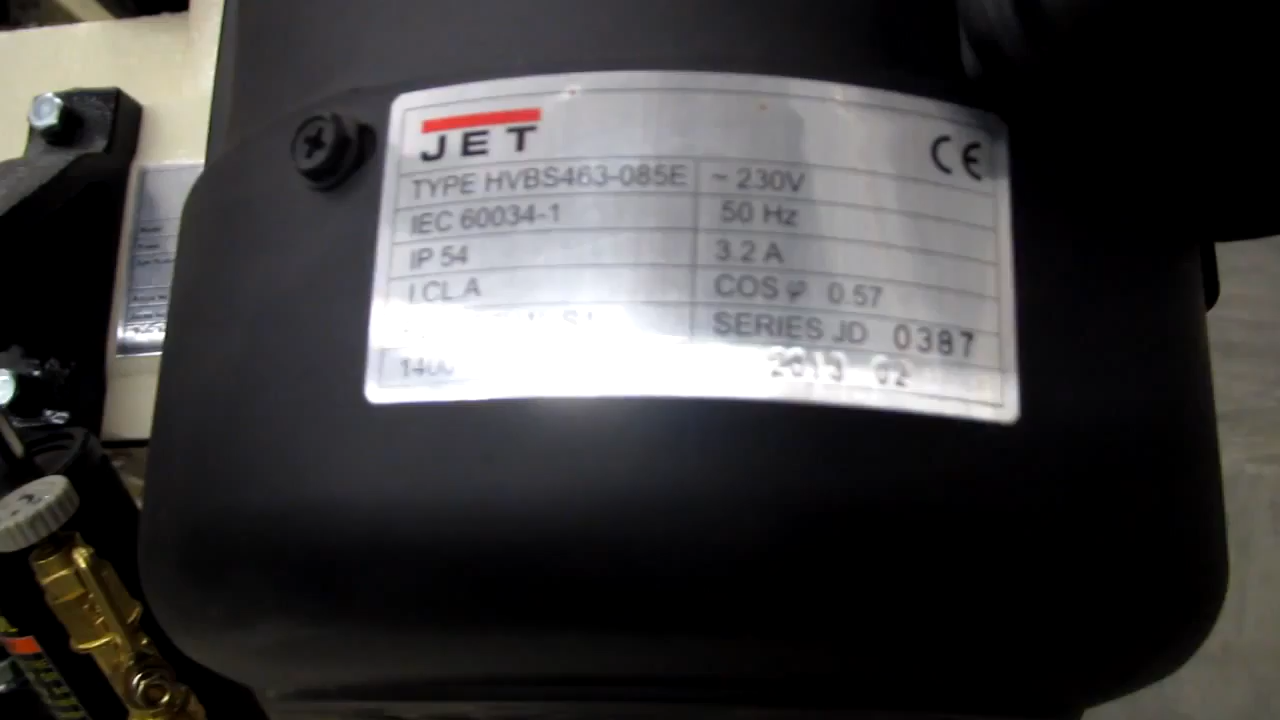 JET
CE
TYPE HVBS463-085E ~ 230V
IEC 60034-1 50 Hz
IP 54 3.2 A
I.CL.A COS φ 0.57
SERIES JD 0387
02